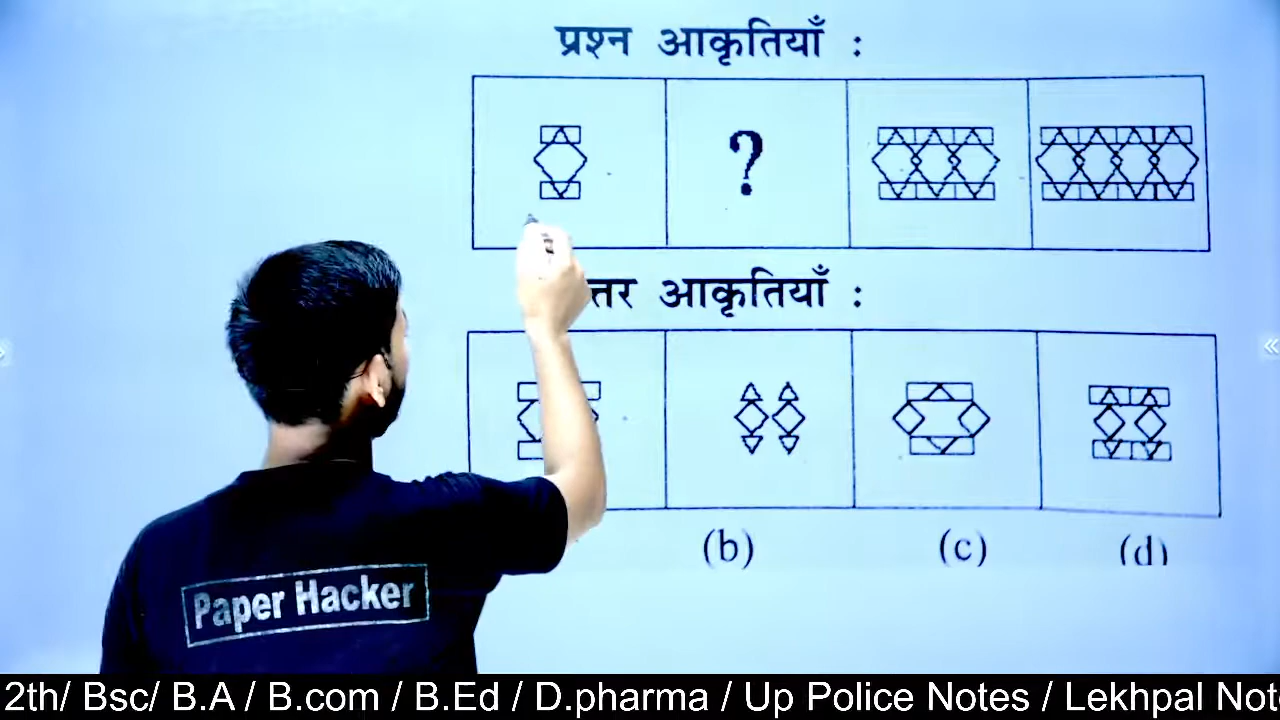 प्रश्न आकृतियाँ :
?
आकृतियाँ :
(b) (c) (d)
Paper Hacker
2th/ Bsc/ B.A / B.com / B.Ed / D.pharma / Up Police Notes / Lekhpal Not